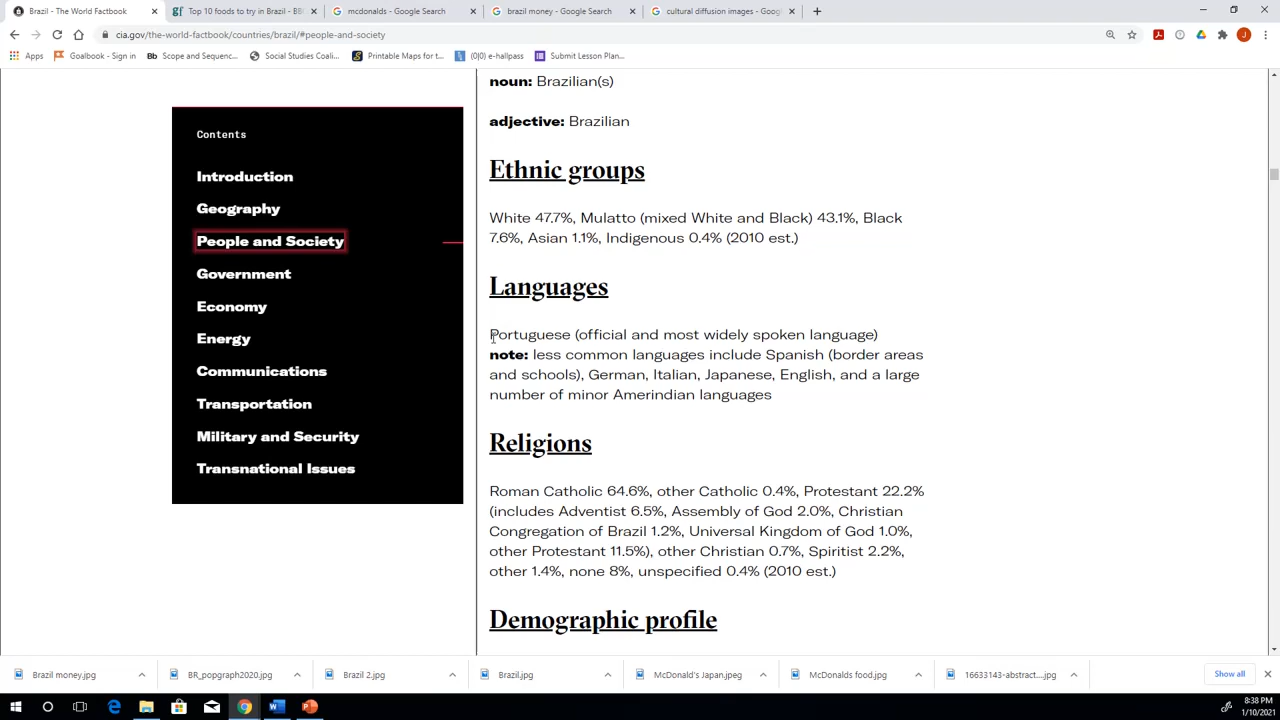 Brazil - The World Factbook
Top 10 foods to try in Brazil - BB
mcdonalds - Google Search
brazil money - Google Search
cultural diffusion images - Goog
cia.gov/the-world-factbook/countries/brazil/#people-and-society
J
Apps
Goalbook - Sign in
Bb Scope and Sequenc...
Social Studies Coali...
Printable Maps for t...
(0|0) e-hallpass
Submit Lesson Plan...
Contents
Introduction
Geography
People and Society
Government
Economy
Energy
Communications
Transportation
Military and Security
Transnational Issues
noun: Brazilian(s)
adjective: Brazilian
Ethnic groups
White 47.7%, Mulatto (mixed White and Black) 43.1%, Black
7.6%, Asian 1.1%, Indigenous 0.4% (2010 est.)
Languages
Portuguese (official and most widely spoken language)
note: less common languages include Spanish (border areas
and schools), German, Italian, Japanese, English, and a large
number of minor Amerindian languages
Religions
Roman Catholic 64.6%, other Catholic 0.4%, Protestant 22.2%
(includes Adventist 6.5%, Assembly of God 2.0%, Christian
Congregation of Brazil 1.2%, Universal Kingdom of God 1.0%,
other Protestant 11.5%), other Christian 0.7%, Spiritist 2.2%,
other 1.4%, none 8%, unspecified 0.4% (2010 est.)
Demographic profile
Brazil money.jpg
BR_popgraph2020.jpg
Brazil 2.jpg
Brazil.jpg
McDonald's Japan.jpeg
McDonalds food.jpg
16633143-abstract....jpg
Show all
8:38 PM
1/10/2021